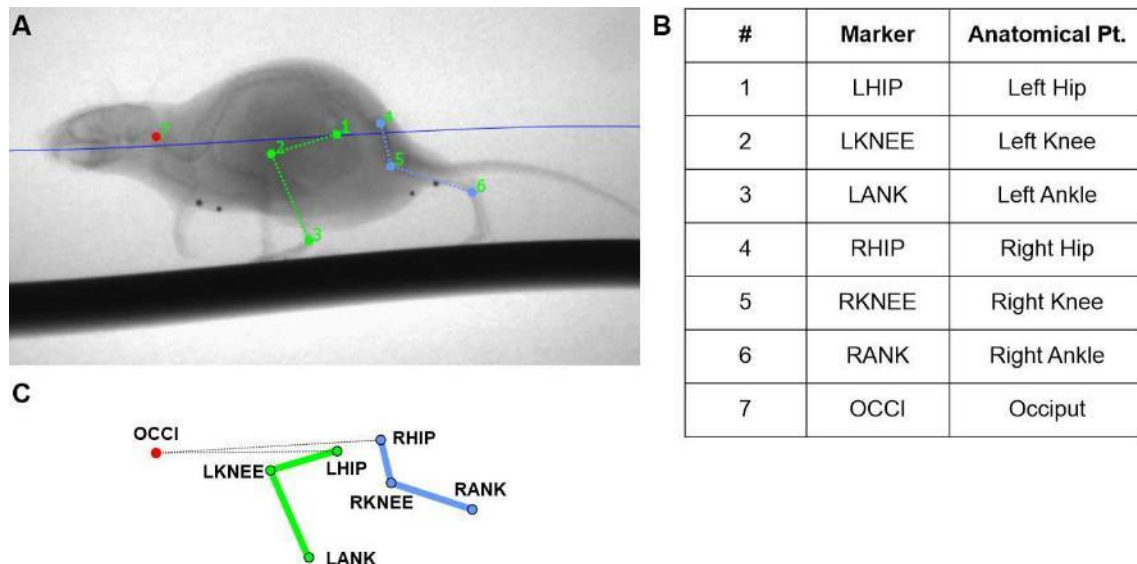 A
7
1
2
3
4
5
6
B
# Marker Anatomical Pt.
1 LHIP Left Hip
2 LKNEE Left Knee
3 LANK Left Ankle
4 RHIP Right Hip
5 RKNEE Right Knee
6 RANK Right Ankle
7 OCCI Occiput
C
OCCI
RHIP
LKNEE
LHIP
RKNEE
RANK
LANK